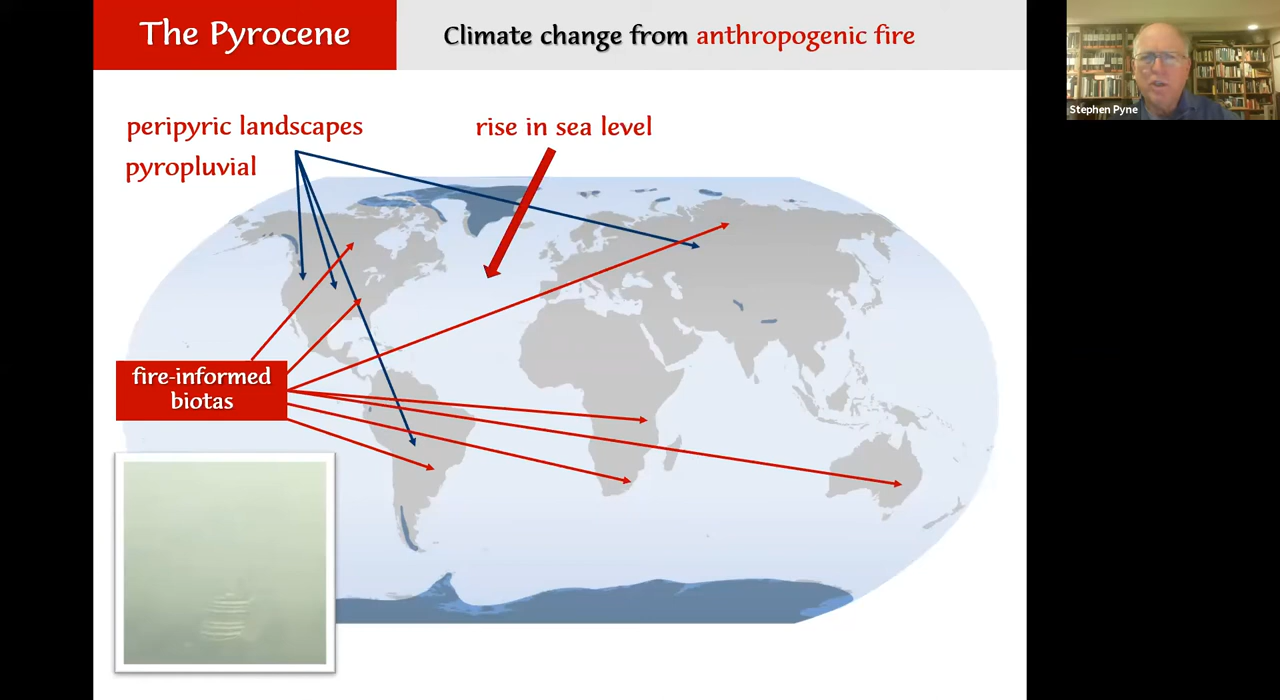 The Pyrocene
Climate change from anthropogenic fire
Stephen Pyne
peripyric landscapes
pyropluvial
rise in sea level
fire-informed
biotas